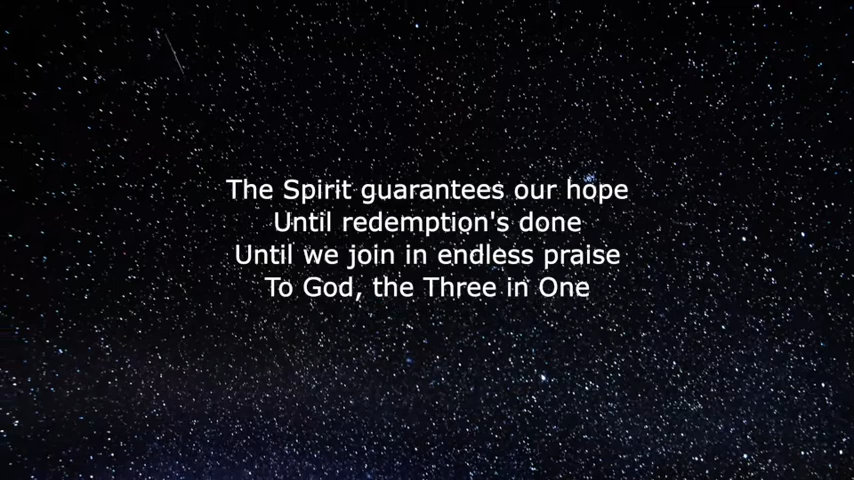 The Spirit guarantees our hope
Until redemption's done
Until we join in endless praise
To God, the Three in One